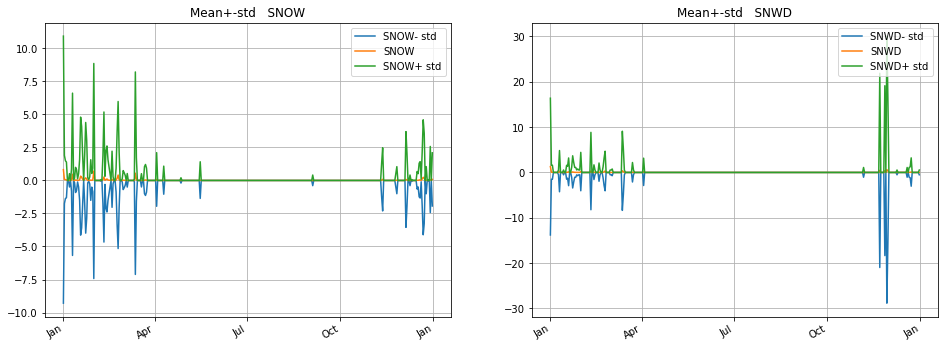 Mean+-std   SNOW
10.0
7.5
5.0
2.5
0.0
−2.5
−5.0
−7.5
−10.0
SNOW- std
SNOW
SNOW+ std
Jan
Apr
Jul
Oct
Jan
Mean+-std   SNWD
30
20
10
0
−10
−20
−30
SNWD- std
SNWD
SNWD+ std
Jan
Apr
Jul
Oct
Jan